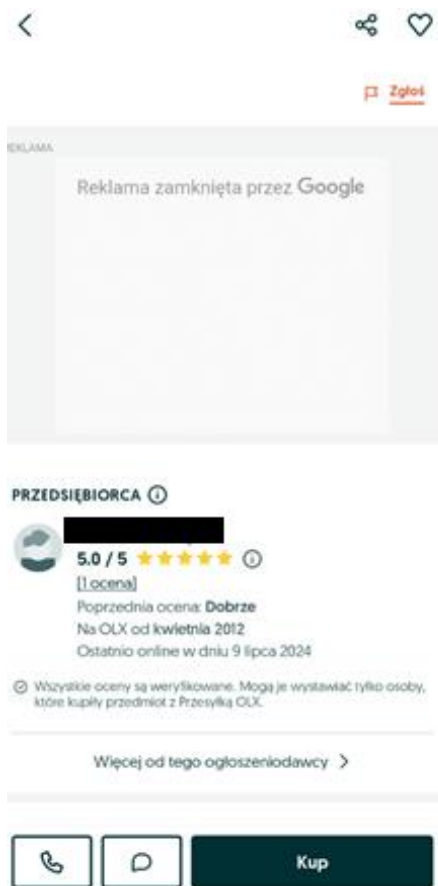 Zgłoś
REKLAMA
Reklama zamknięta przez Google
PRZEDSIĘBIORCA
5.0 / 5
[1 ocena]
Poprzednia ocena: Dobrze
Na OLX od kwietnia 2012
Ostatnio online w dniu 9 lipca 2024
Wszystkie oceny są weryfikowane. Mogą je wystawiać tylko osoby,
które kupiły przedmiot z Przesyłką OLX.
Więcej od tego ogłoszeniodawcy
Kup